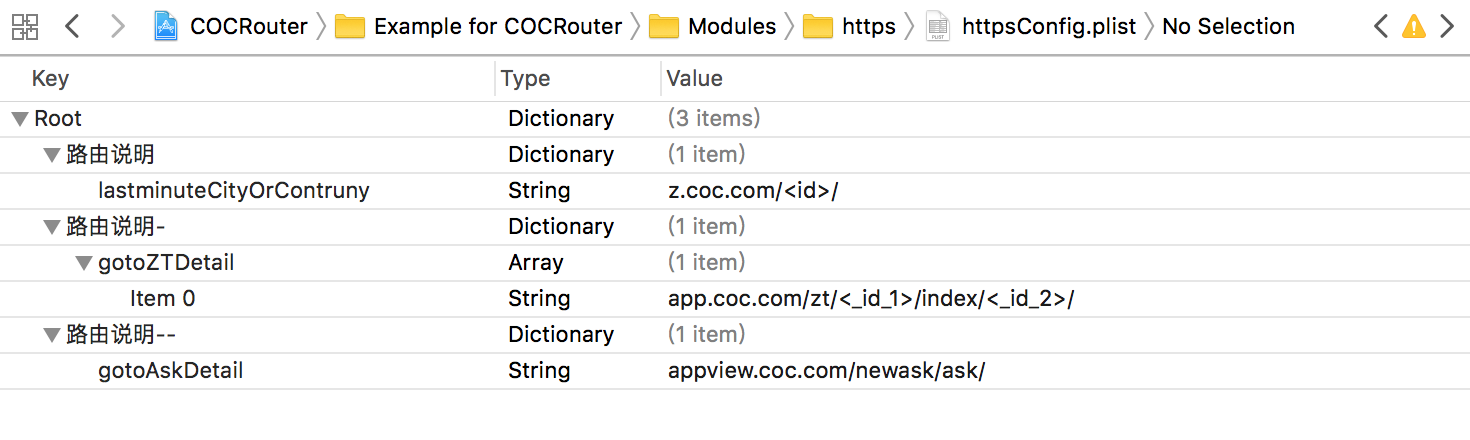 COCRouter Example for COCRouter Modules https httpsConfig.plist No Selection
Key Type Value
Root Dictionary (3 items)
路由说明 Dictionary (1 item)
lastminuteCityOrContruny String z.coc.com/<id>/
路由说明- Dictionary (1 item)
gotoZTDetail Array (1 item)
Item 0 String app.coc.com/zt/<_id_1>/index/<_id_2>/
路由说明-- Dictionary (1 item)
gotoAskDetail String appview.coc.com/newask/ask/